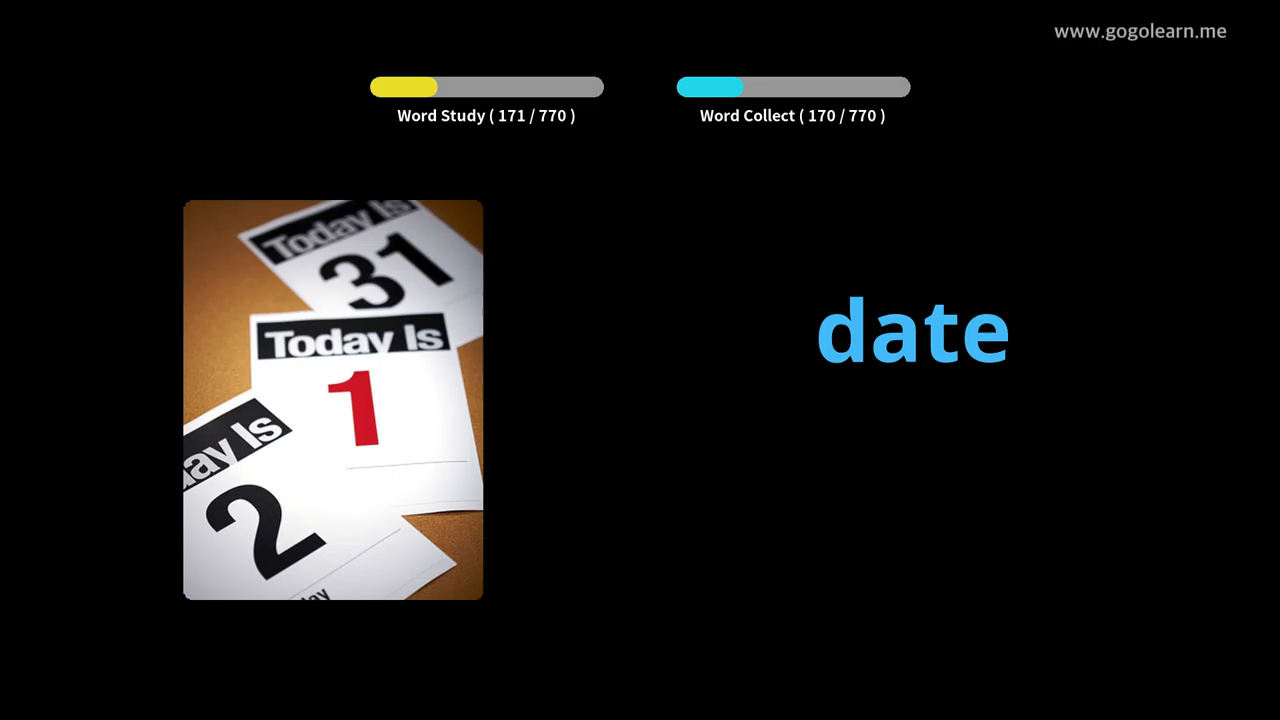 www.gogolearn.me
Word Study ( 171 / 770 )
Word Collect ( 170 / 770 )
Today Is
31
Today Is
1
ay Is
2
date